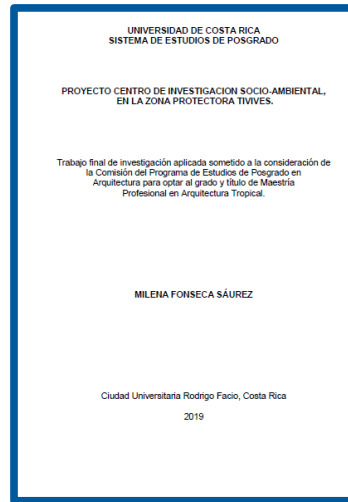 UNIVERSIDAD DE COSTA RICA
SISTEMA DE ESTUDIOS DE POSGRADO
PROYECTO CENTRO DE INVESTIGACION SOCIO-AMBIENTAL,
EN LA ZONA PROTECTORA TIVIVES.
Trabajo final de investigación aplicada sometido a la consideración de
la Comisión del Programa de Estudios de Posgrado en
Arquitectura para optar al grado y título de Maestría
Profesional en Arquitectura Tropical.
MILENA FONSECA SÁUREZ
Ciudad Universitaria Rodrigo Facio, Costa Rica
2019